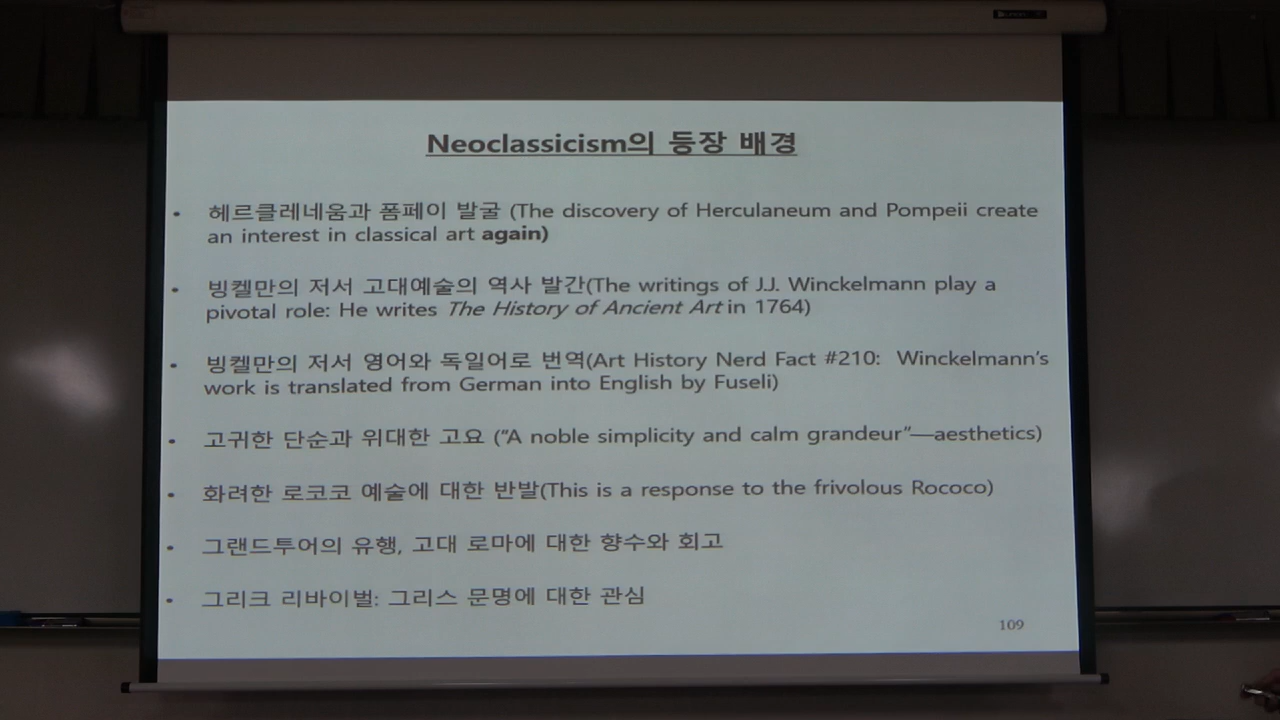 Neoclassicism의 등장 배경
• 헤르클레네움과 폼페이 발굴 (The discovery of Herculaneum and Pompeii create
an interest in classical art again)
• 빙켈만의 저서 고대예술의 역사 발간(The writings of J.J. Winckelmann play a
pivotal role: He writes The History of Ancient Art in 1764)
• 빙켈만의 저서 영어와 독일어로 번역(Art History Nerd Fact #210: Winckelmann's
work is translated from German into English by Fuseli)
• 고귀한 단순과 위대한 고요 (“A noble simplicity and calm grandeur”—aesthetics)
• 화려한 로코코 예술에 대한 반발(This is a response to the frivolous Rococo)
• 그랜드투어의 유행, 고대 로마에 대한 향수와 회고
• 그리크 리바이벌: 그리스 문명에 대한 관심
109